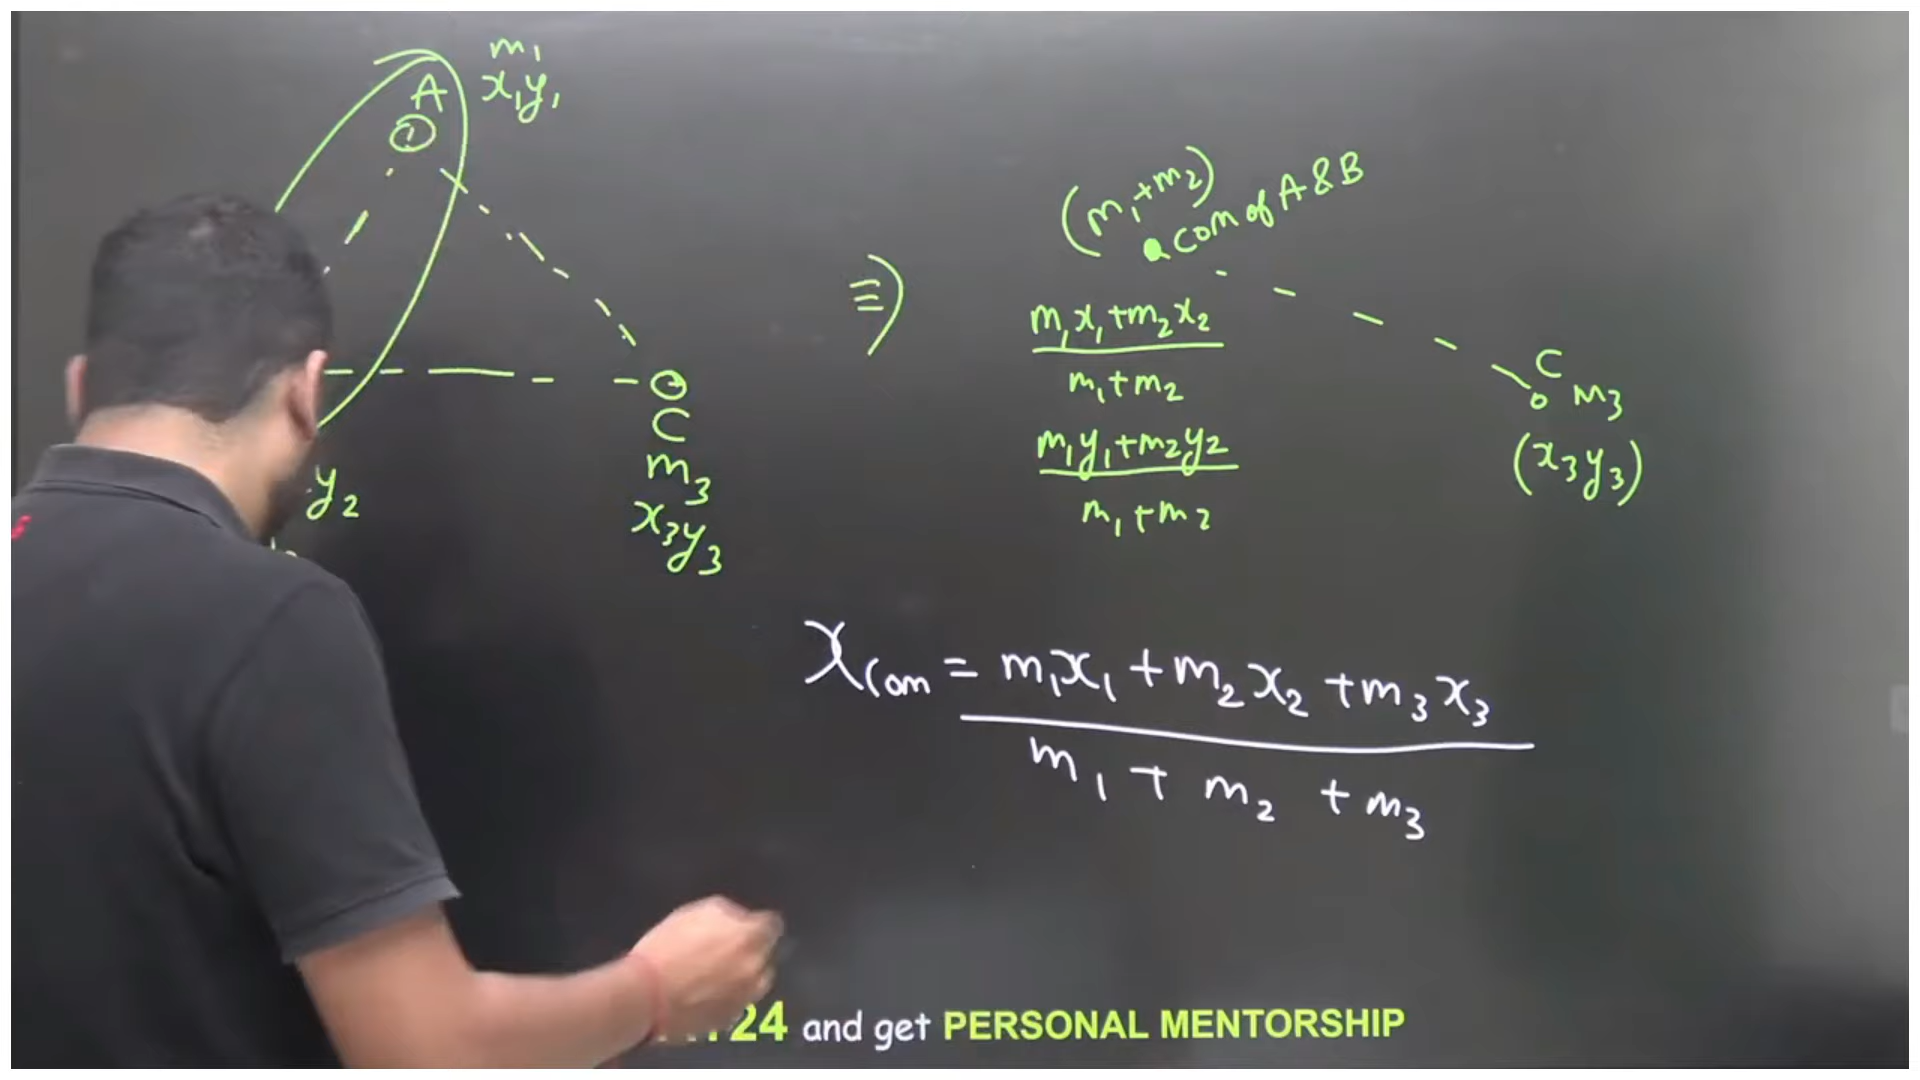 m₁
A x₁y₁
1
y₂
C
m₃
x₃y₃
≡)
(m₁+m₂)
a com of A & B
m₁x₁+m₂x₂
m₁+m₂
m₁y₁+m₂y₂
m₁+m₂
C
m₃
(x₃y₃)
X com = m₁x₁ + m₂x₂ + m₃x₃
m₁ + m₂ + m₃
24 and get PERSONAL MENTORSHIP